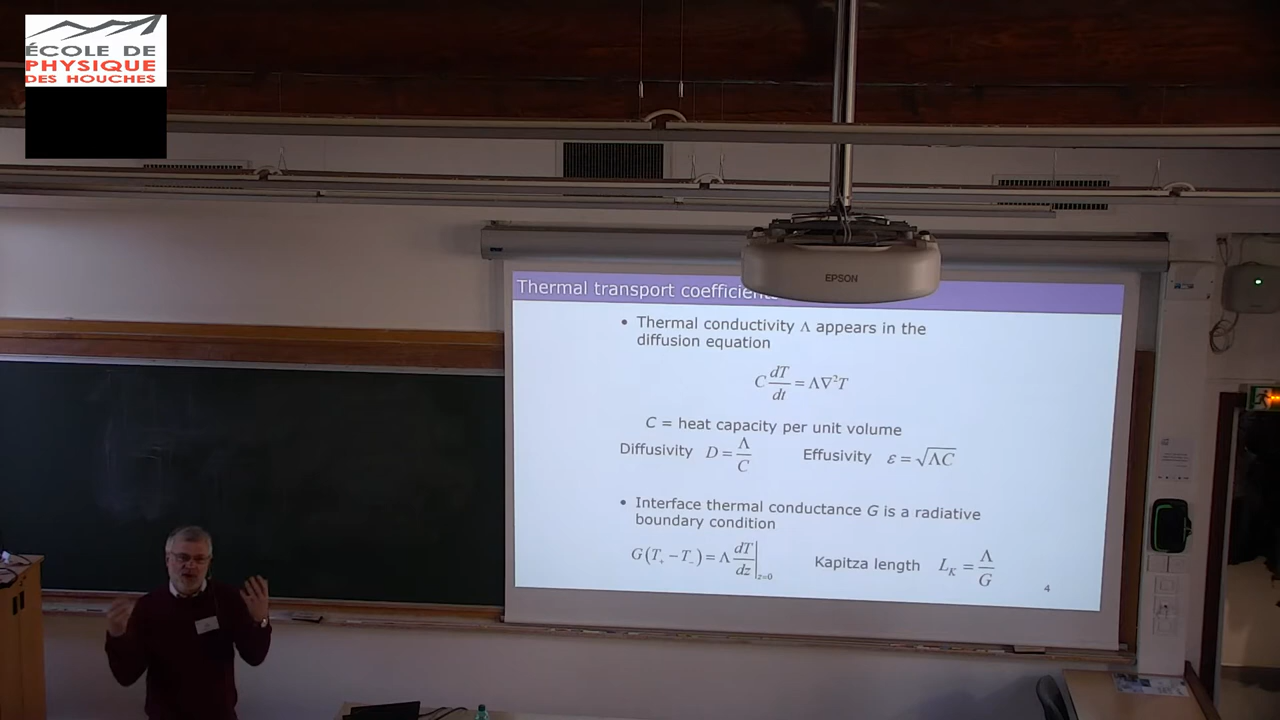 ÉCOLE DE
PHYSIQUE
DES HOUCHES
EPSON
Thermal transport coefficient
• Thermal conductivity Λ appears in the
diffusion equation
C dT/dt = Λ∇²T
C = heat capacity per unit volume
Diffusivity D = Λ/C Effusivity ε = √ΛC
• Interface thermal conductance G is a radiative
boundary condition
G(T₊ − T₋) = Λ dT/dz|z=0 Kapitza length L_K = Λ/G
4